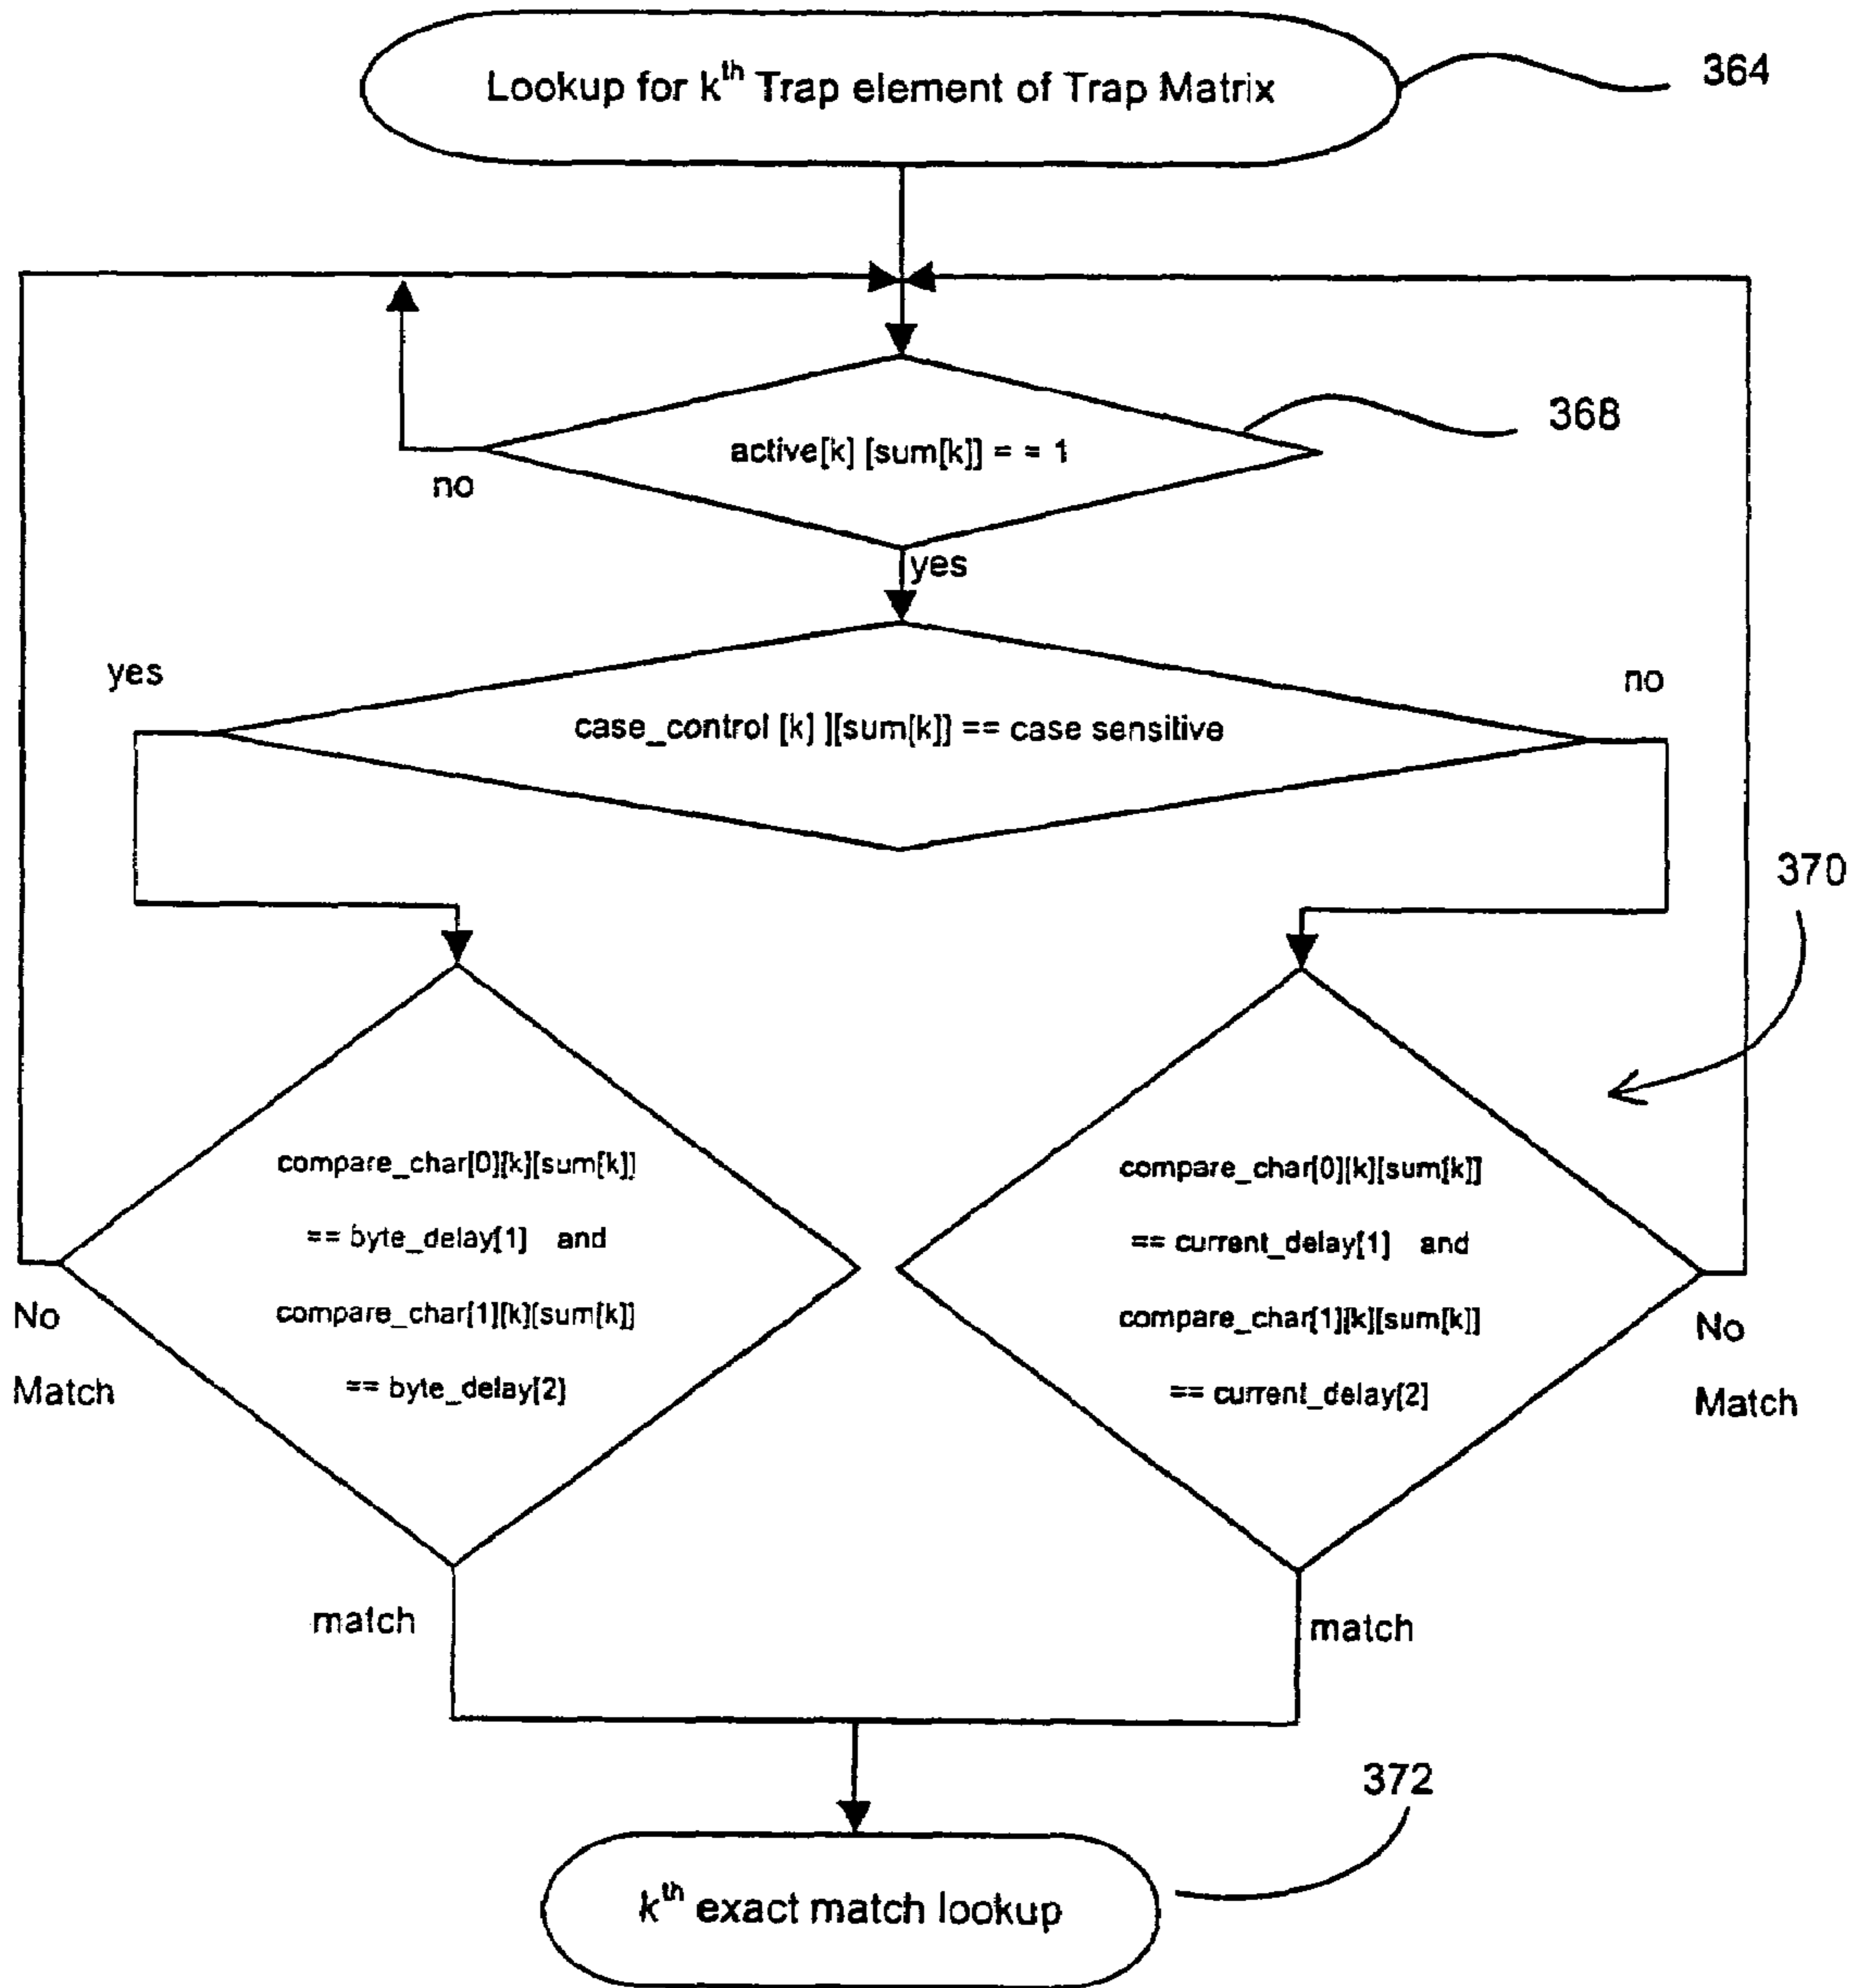 Lookup for kth Trap element of Trap Matrix
364
active[k] [sum[k]] = = 1
368
no
yes
yes
no
case_control [k] ][sum[k]] == case sensitive
370
compare_char[0][k][sum[k]]
== byte_delay[1] and
compare_char[1][k][sum[k]]
== byte_delay[2]
compare_char[0][k][sum[k]]
== current_delay[1] and
compare_char[1][k][sum[k]]
== current_delay[2]
No
Match
No
Match
match
match
372
kth exact match lookup